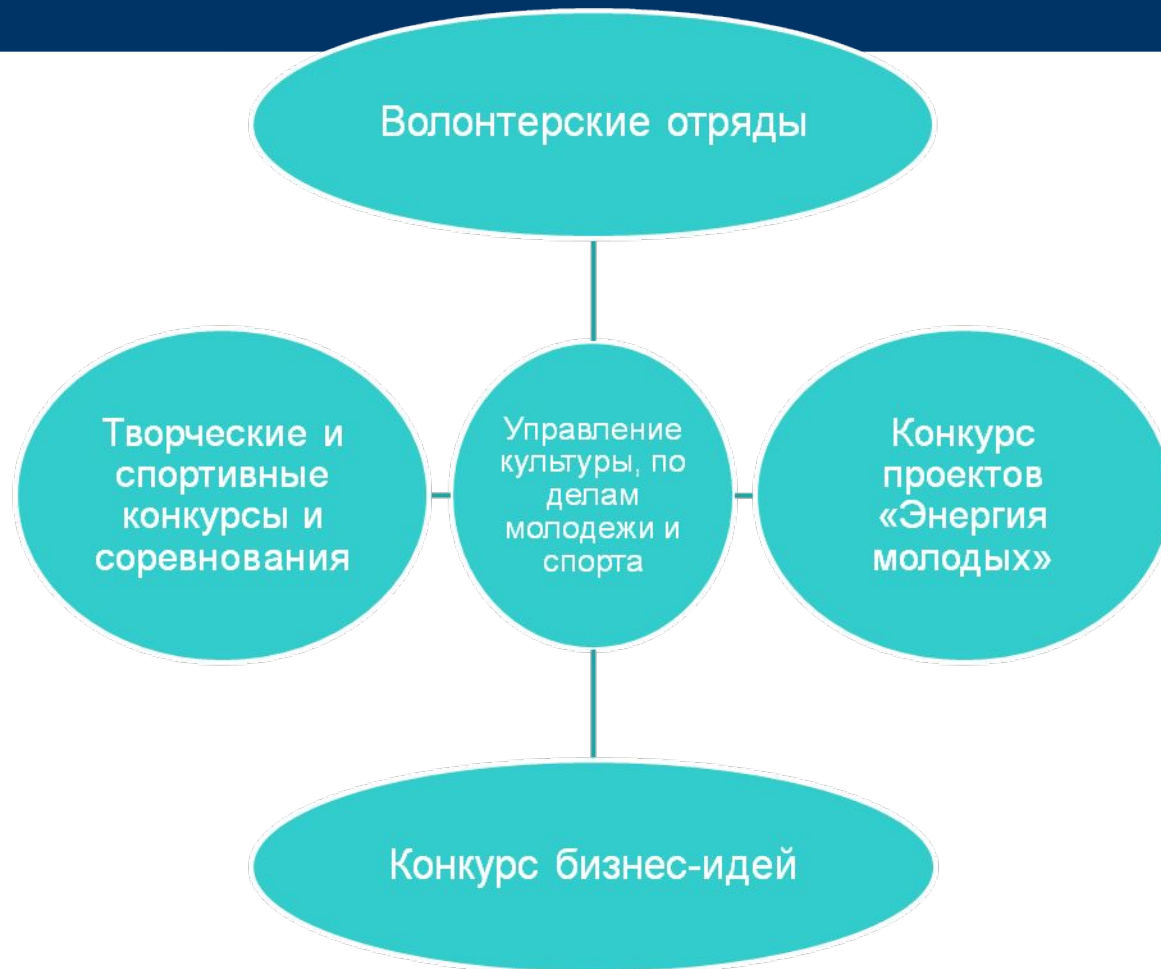 Волонтерские отряды
Творческие и
спортивные
конкурсы и
соревнования
Управление
культуры, по
делам
молодежи и
спорта
Конкурс
проектов
«Энергия
молодых»
Конкурс бизнес-идей